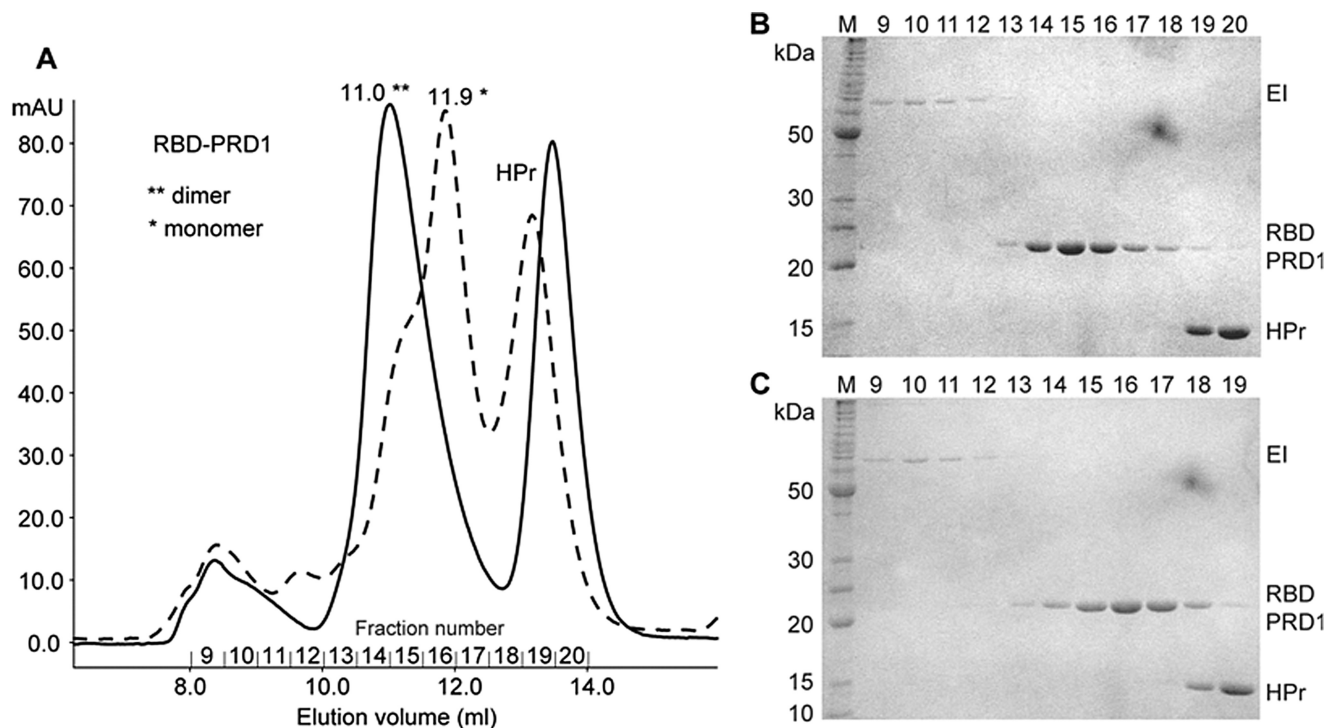 A
mAU
11.0 **
11.9 *
80.0
RBD-PRD1
HPr
** dimer
70.0
* monomer
60.0
50.0
40.0
30.0
20.0
10.0
Fraction number
0.0
9 10 11 12 13 14 15 16 17 18 19 20
8.0 10.0 12.0 14.0
Elution volume (ml)
B
M 9 10 11 12 13 14 15 16 17 18 19 20
kDa
EI
50
30
RBD
PRD1
20
15
HPr
C
M 9 10 11 12 13 14 15 16 17 18 19
kDa
EI
50
30
RBD
PRD1
20
15
HPr
10